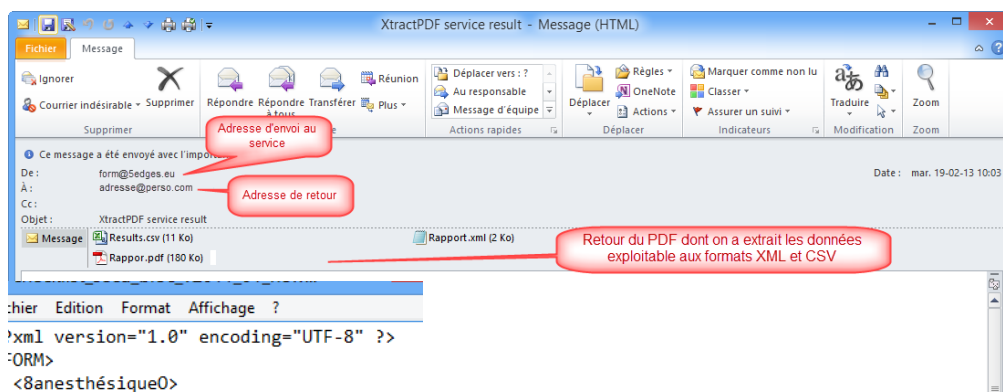 XtractPDF service result - Message (HTML)
Fichier Message
Ignorer
Courrier indésirable
Supprimer
Supprimer
Répondre
Répondre à tous
Transférer
Réunion
Plus
Déplacer vers : ?
Au responsable
Message d'équipe
Actions rapides
Déplacer
Règles
OneNote
Actions
Déplacer
Marquer comme non lu
Classer
Assurer un suivi
Indicateurs
Traduire
Modification
Zoom
Zoom
Adresse d'envoi au
service
Ce message a été envoyé avec l'impor
De : form@5edges.eu
Date : mar. 19-02-13 10:03
À : adresse@perso.com
Adresse de retour
Cc :
Objet : XtractPDF service result
Message Results.csv (11 Ko) Rapport.xml (2 Ko)
Rappor.pdf (180 Ko)
Retour du PDF dont on a extrait les données
exploitable aux formats XML et CSV
chier Edition Format Affichage ?
?xml version="1.0" encoding="UTF-8" ?>
FORM>
<8anesthésiqueO>